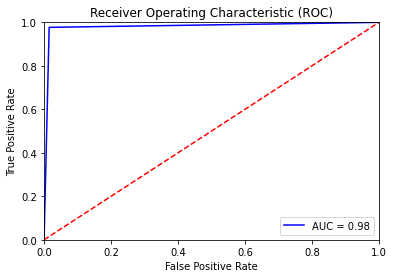 Receiver Operating Characteristic (ROC)
1.0
0.8
0.6
0.4
0.2
0.0
True Positive Rate
AUC = 0.98
0.0 0.2 0.4 0.6 0.8 1.0
False Positive Rate